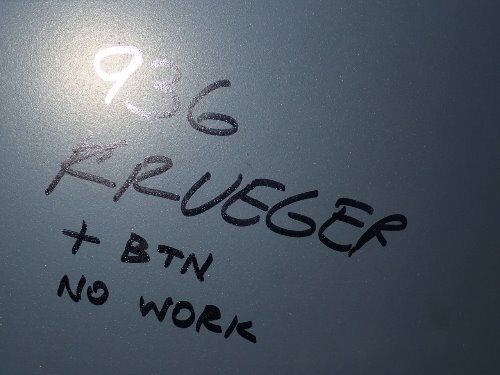 936
KRUEGER
+ BTN
NO WORK